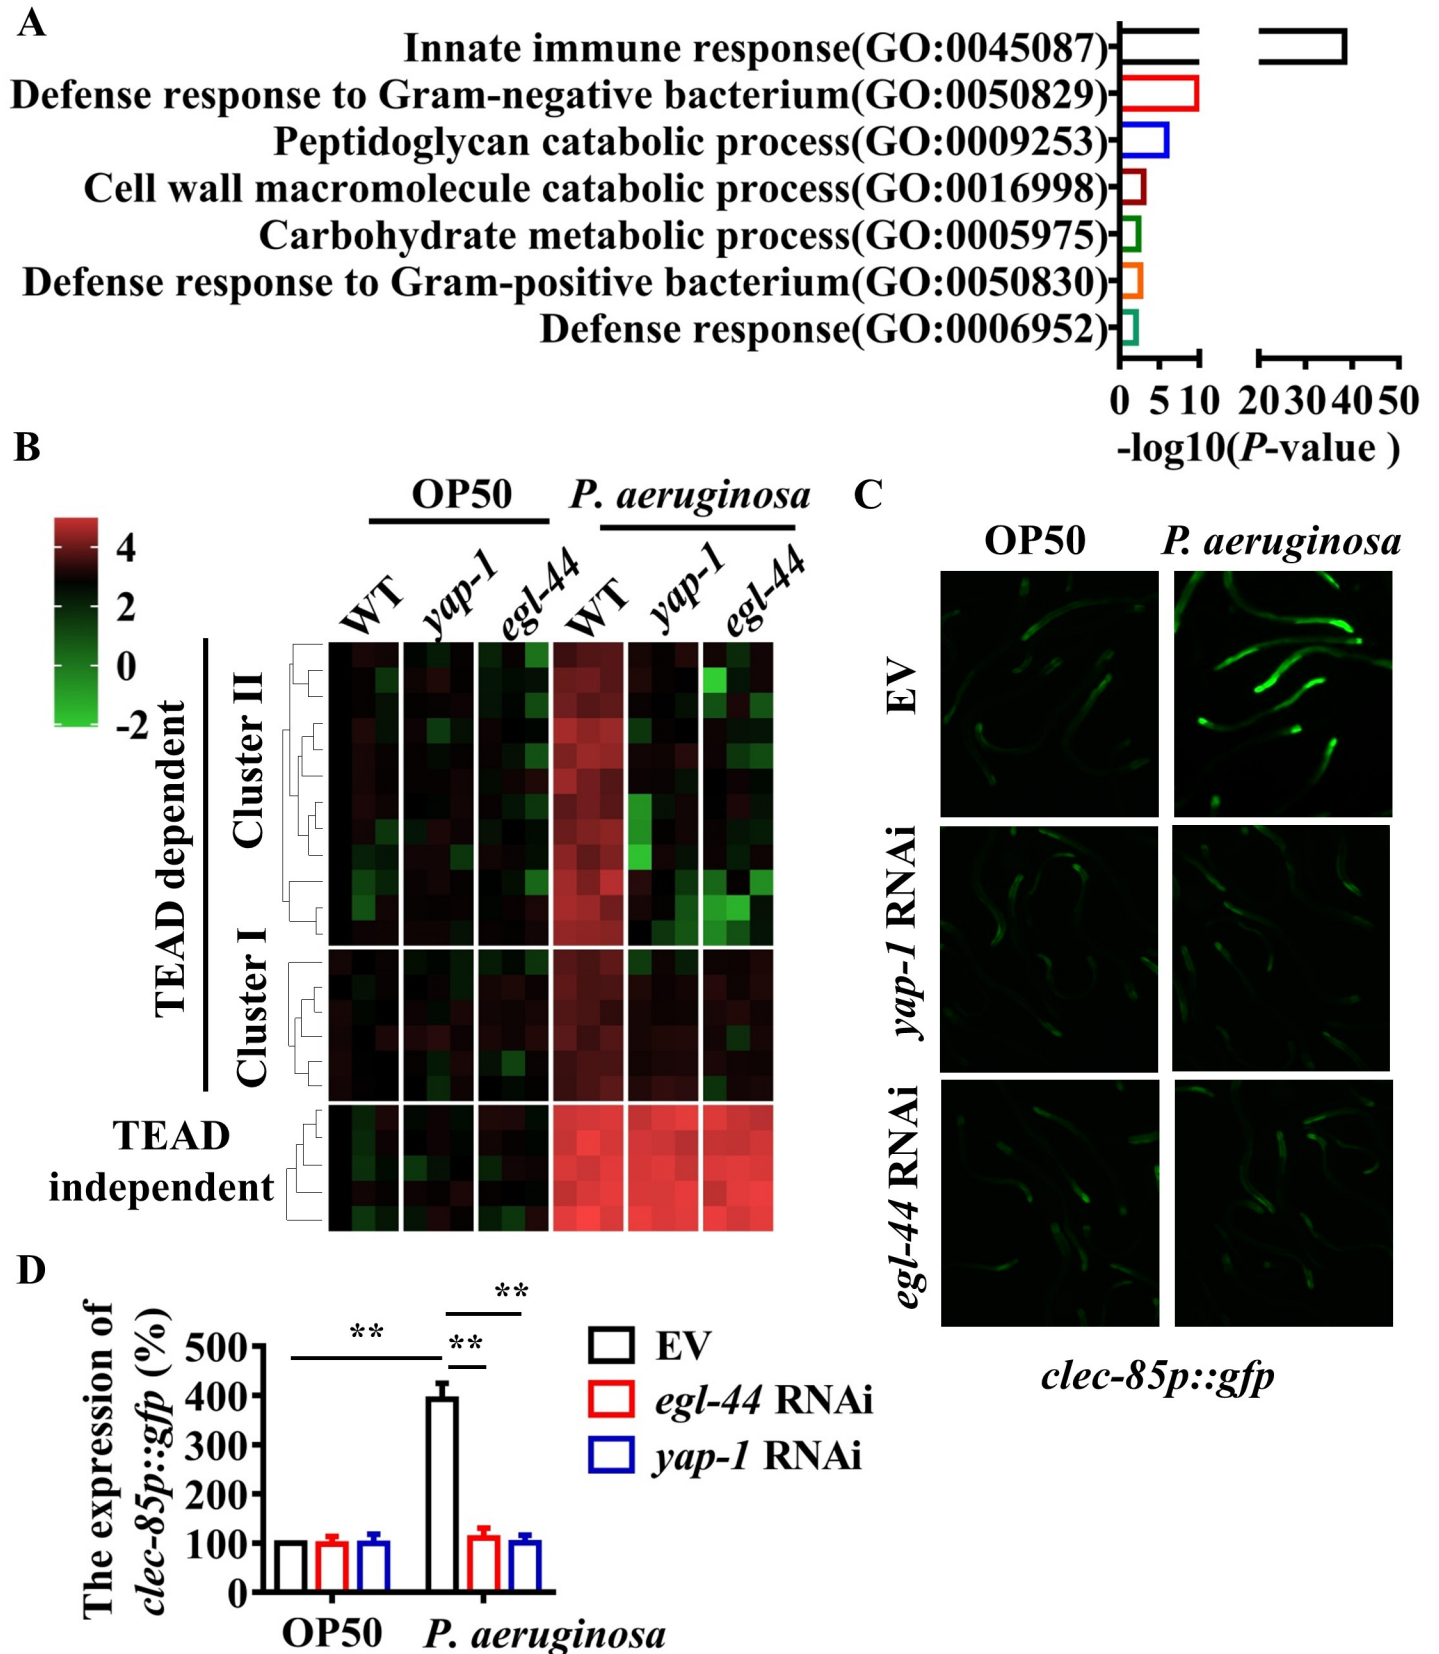 A
Innate immune response(GO:0045087)
Defense response to Gram-negative bacterium(GO:0050829)
Peptidoglycan catabolic process(GO:0009253)
Cell wall macromolecule catabolic process(GO:0016998)
Carbohydrate metabolic process(GO:0005975)
Defense response to Gram-positive bacterium(GO:0050830)
Defense response(GO:0006952)
0 5 10 20 30 40 50
-log10(P-value )
B
OP50 P. aeruginosa
WT yap-1 egl-44 WT yap-1 egl-44
4
2
0
-2
TEAD dependent
Cluster II
Cluster I
TEAD
independent
C
OP50 P. aeruginosa
EV
yap-1 RNAi
egl-44 RNAi
clec-85p::gfp
D
The expression of
clec-85p::gfp (%)
500
400
300
200
100
0
** ** **
OP50 P. aeruginosa
EV
egl-44 RNAi
yap-1 RNAi